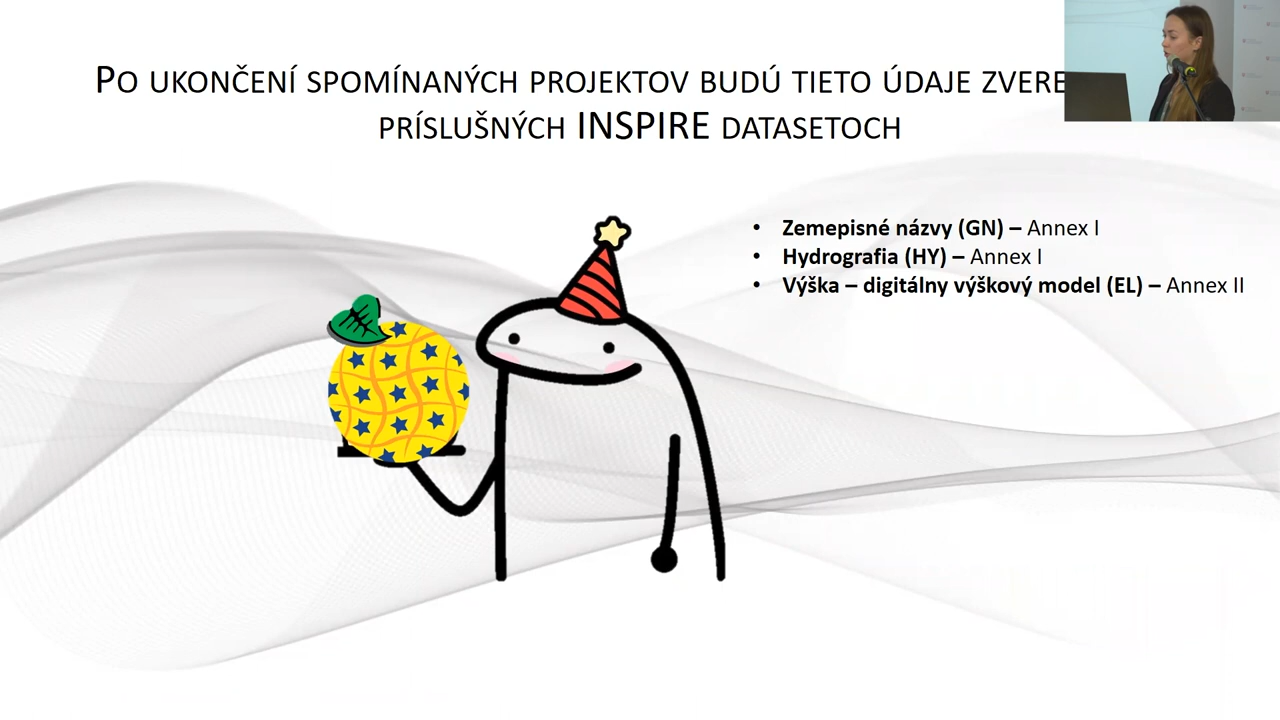 Po ukončení spomínaných projektov budú tieto údaje
príslušných INSPIRE datasetoch
• Zemepisné názvy (GN) – Annex I
• Hydrografia (HY) – Annex I
• Výška – digitálny výškový model (EL) – Annex II